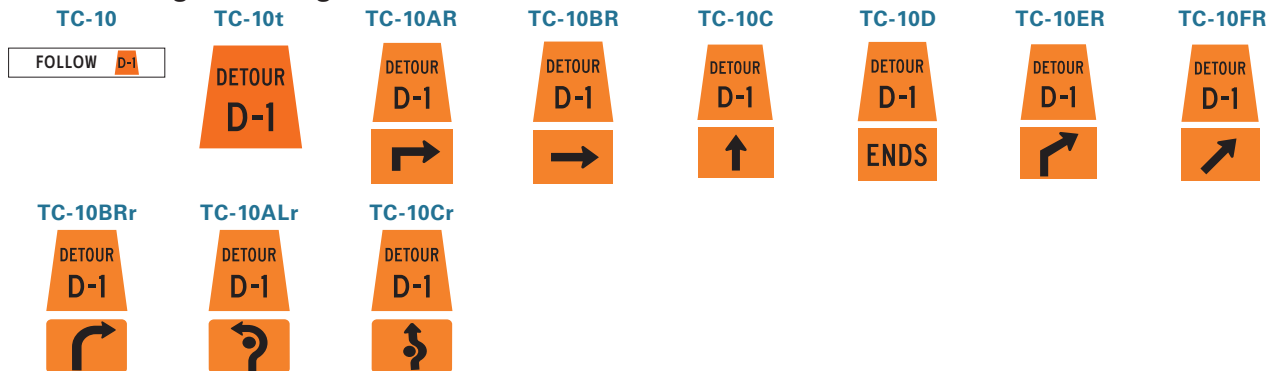 TC-10 TC-10t TC-10AR TC-10BR TC-10C TC-10D TC-10ER TC-10FR
FOLLOW D-1
DETOUR DETOUR DETOUR DETOUR DETOUR DETOUR DETOUR
D-1 D-1 D-1 D-1 D-1 D-1 D-1
ENDS
TC-10BRr TC-10ALr TC-10Cr
DETOUR DETOUR DETOUR
D-1 D-1 D-1